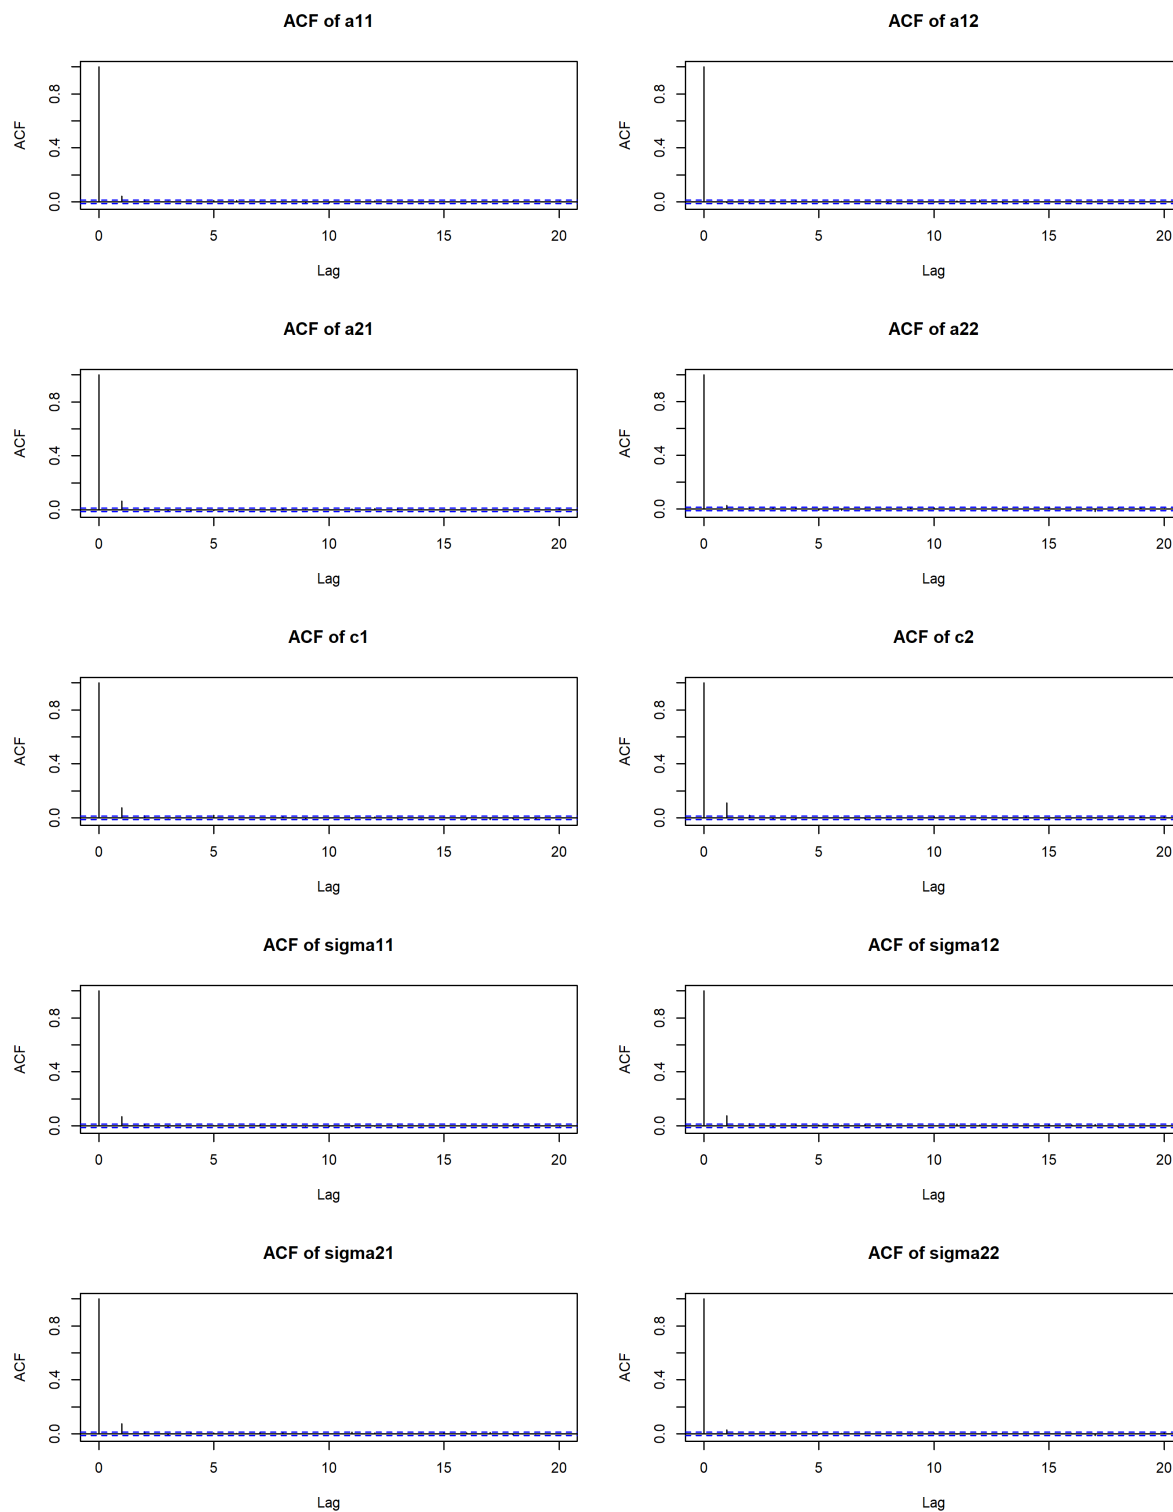 ACF of a11
ACF
0.0 0.4 0.8
0 5 10 15 20
Lag
ACF of a12
ACF
0.0 0.4 0.8
0 5 10 15 20
Lag
ACF of a21
ACF
0.0 0.4 0.8
0 5 10 15 20
Lag
ACF of a22
ACF
0.0 0.4 0.8
0 5 10 15 20
Lag
ACF of c1
ACF
0.0 0.4 0.8
0 5 10 15 20
Lag
ACF of c2
ACF
0.0 0.4 0.8
0 5 10 15 20
Lag
ACF of sigma11
ACF
0.0 0.4 0.8
0 5 10 15 20
Lag
ACF of sigma12
ACF
0.0 0.4 0.8
0 5 10 15 20
Lag
ACF of sigma21
ACF
0.0 0.4 0.8
0 5 10 15 20
Lag
ACF of sigma22
ACF
0.0 0.4 0.8
0 5 10 15 20
Lag